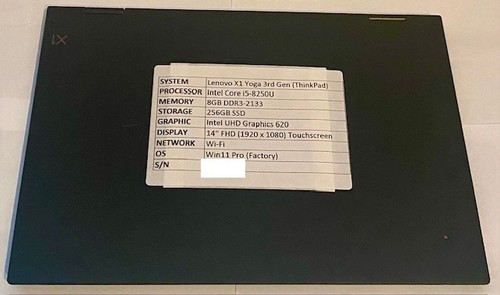 X1
SYSTEM Lenovo X1 Yoga 3rd Gen (ThinkPad)
PROCESSOR Intel Core i5-8250U
MEMORY 8GB DDR3-2133
STORAGE 256GB SSD
GRAPHIC Intel UHD Graphics 620
DISPLAY 14" FHD (1920 x 1080) Touchscreen
NETWORK Wi-Fi
OS Win11 Pro (Factory)
S/N